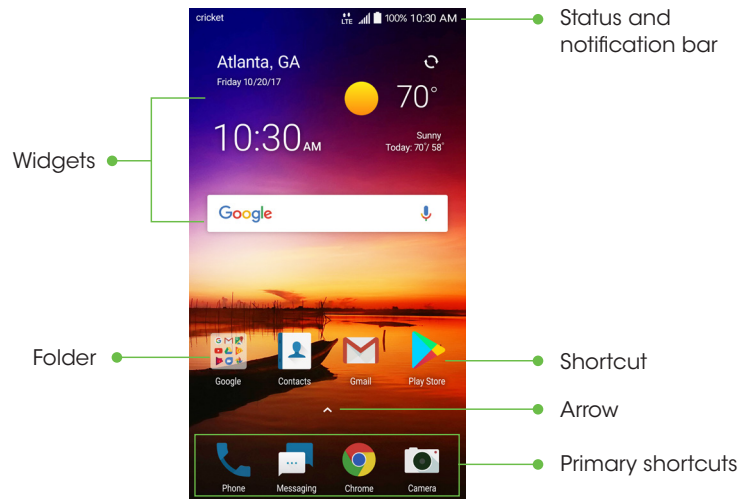 cricket LTE 100% 10:30 AM
Status and
notification bar
Atlanta, GA
Friday 10/20/17
70°
10:30 AM
Sunny
Today: 70°/ 58°
Widgets
Google
Folder
Google Contacts Gmail Play Store
Shortcut
Arrow
Phone Messaging Chrome Camera
Primary shortcuts